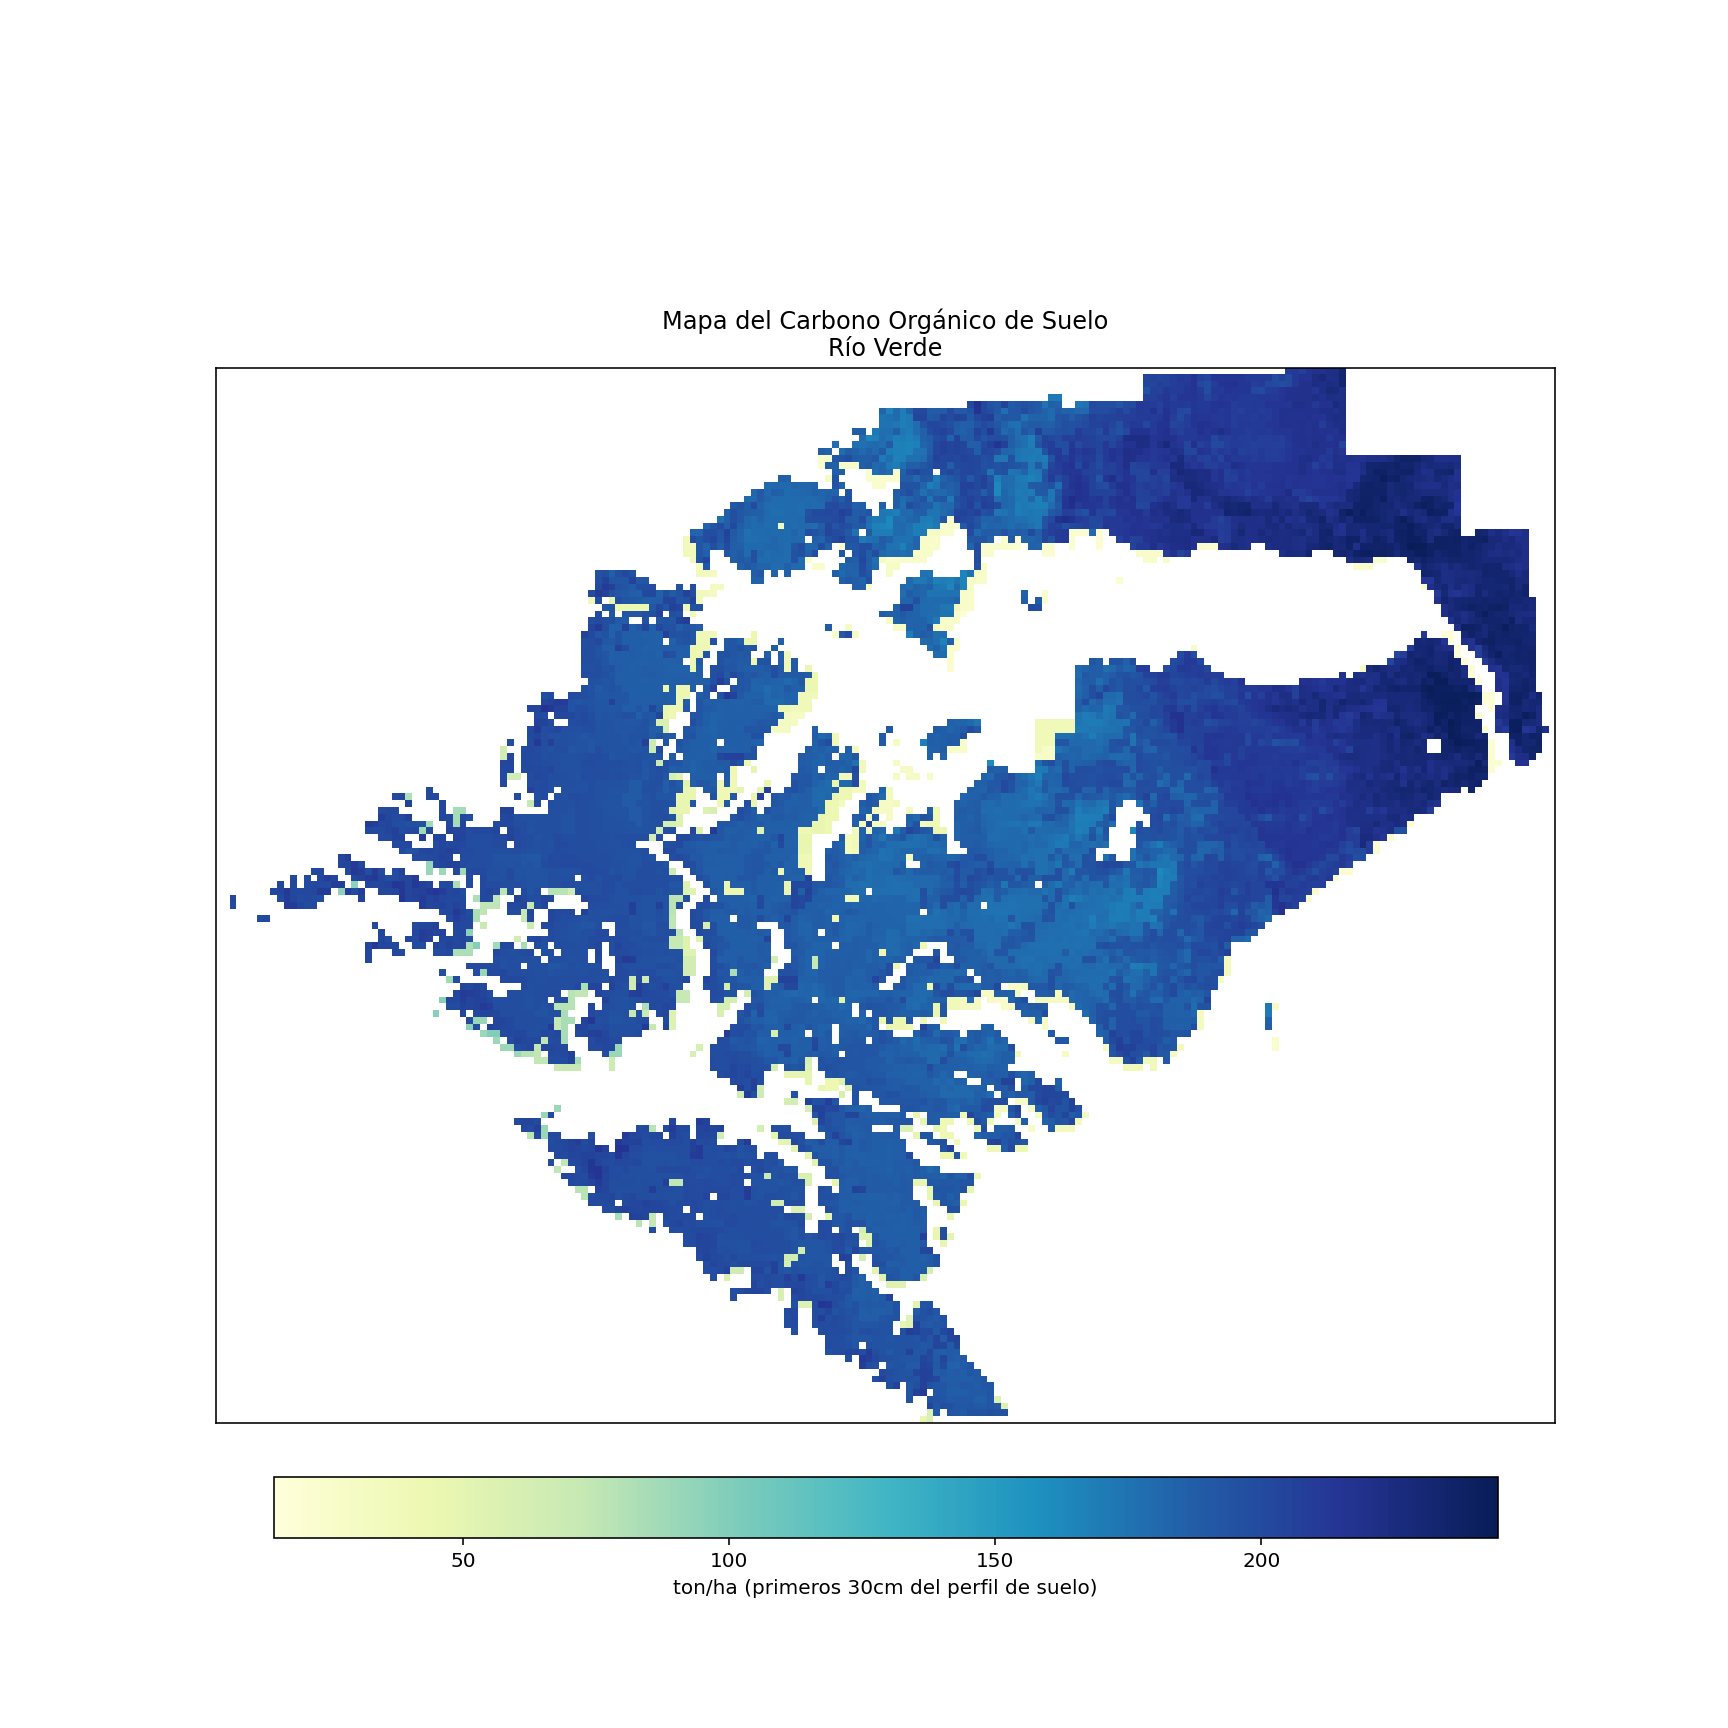 Mapa del Carbono Orgánico de Suelo
Río Verde
50 100 150 200
ton/ha (primeros 30cm del perfil de suelo)